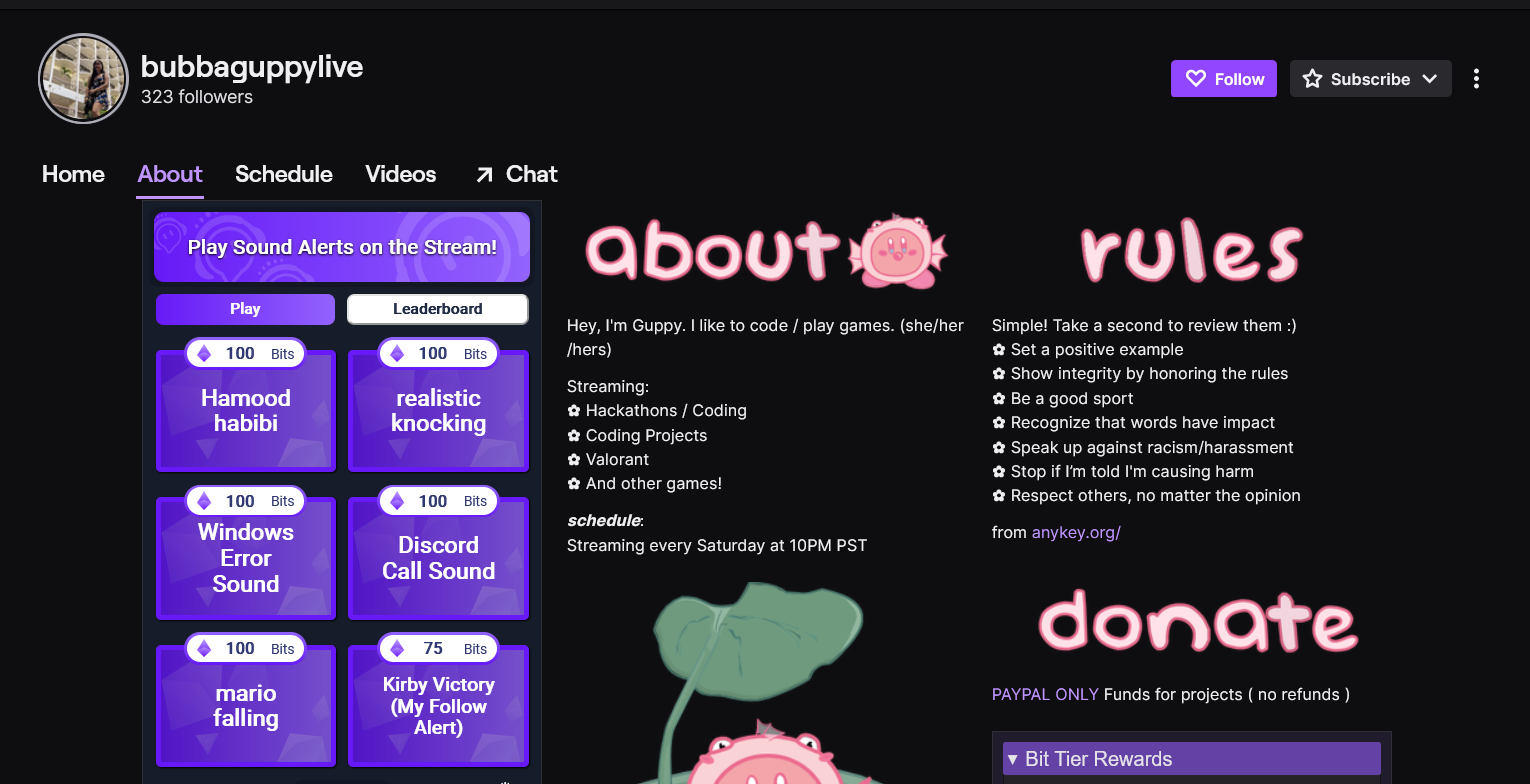 bubbaguppylive
323 followers
Follow
Subscribe
Home
About
Schedule
Videos
Chat
Play Sound Alerts on the Stream!
Play
Leaderboard
100 Bits
Hamood
habibi
100 Bits
realistic
knocking
100 Bits
Windows
Error
Sound
100 Bits
Discord
Call Sound
100 Bits
mario
falling
75 Bits
Kirby Victory
(My Follow
Alert)
about
Hey, I'm Guppy. I like to code / play games. (she/her
/hers)
Streaming:
✿ Hackathons / Coding
✿ Coding Projects
✿ Valorant
✿ And other games!
schedule:
Streaming every Saturday at 10PM PST
rules
Simple! Take a second to review them :)
✿ Set a positive example
✿ Show integrity by honoring the rules
✿ Be a good sport
✿ Recognize that words have impact
✿ Speak up against racism/harassment
✿ Stop if I’m told I'm causing harm
✿ Respect others, no matter the opinion
from anykey.org/
donate
PAYPAL ONLY Funds for projects ( no refunds )
▾ Bit Tier Rewards